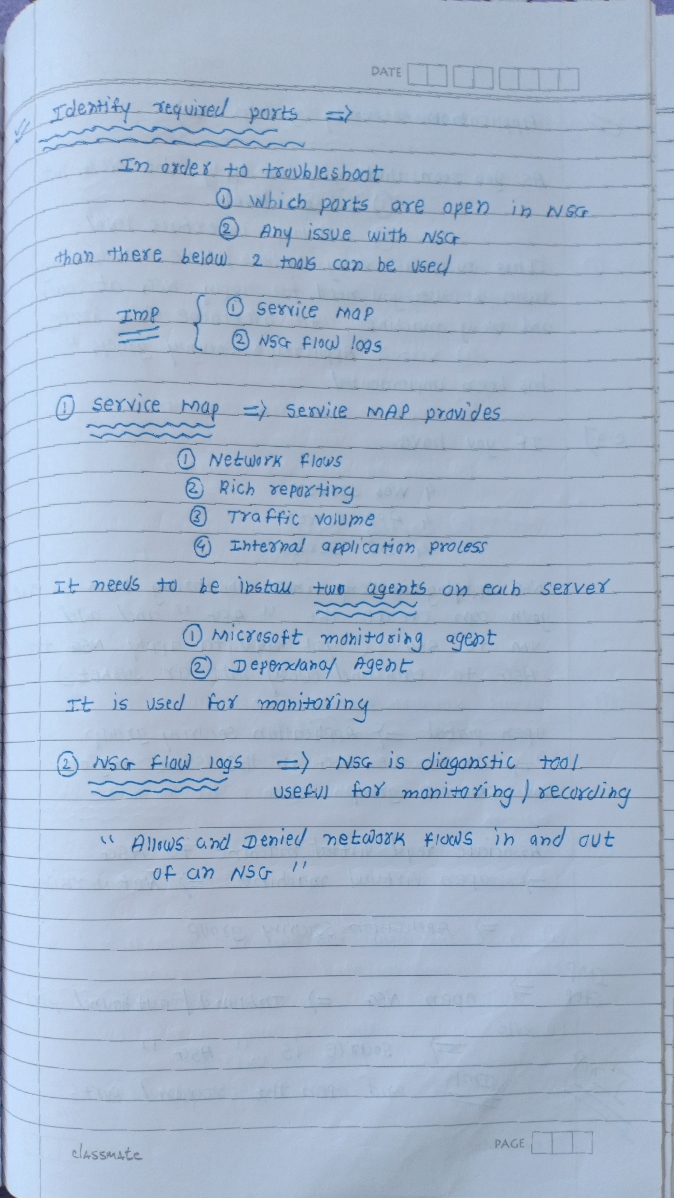 DATE
Identify required ports =>
In order to troubleshoot
① which ports are open in NSG
② Any issue with NSG
than there below 2 tools can be used
IMP { ① Service map
② NSG flow logs
① Service map => Service MAP provides
① Network flows
② Rich reporting
③ Traffic volume
④ Internal application process
It needs to be install two agents on each server
① Microsoft monitoring agent
② Dependancy Agent
It is used for monitoring
② NSG flow logs => NSG is diagonstic tool
useful for monitoring / recording
" Allows and Denied network flows in and out
of an NSG "
classmate
PAGE